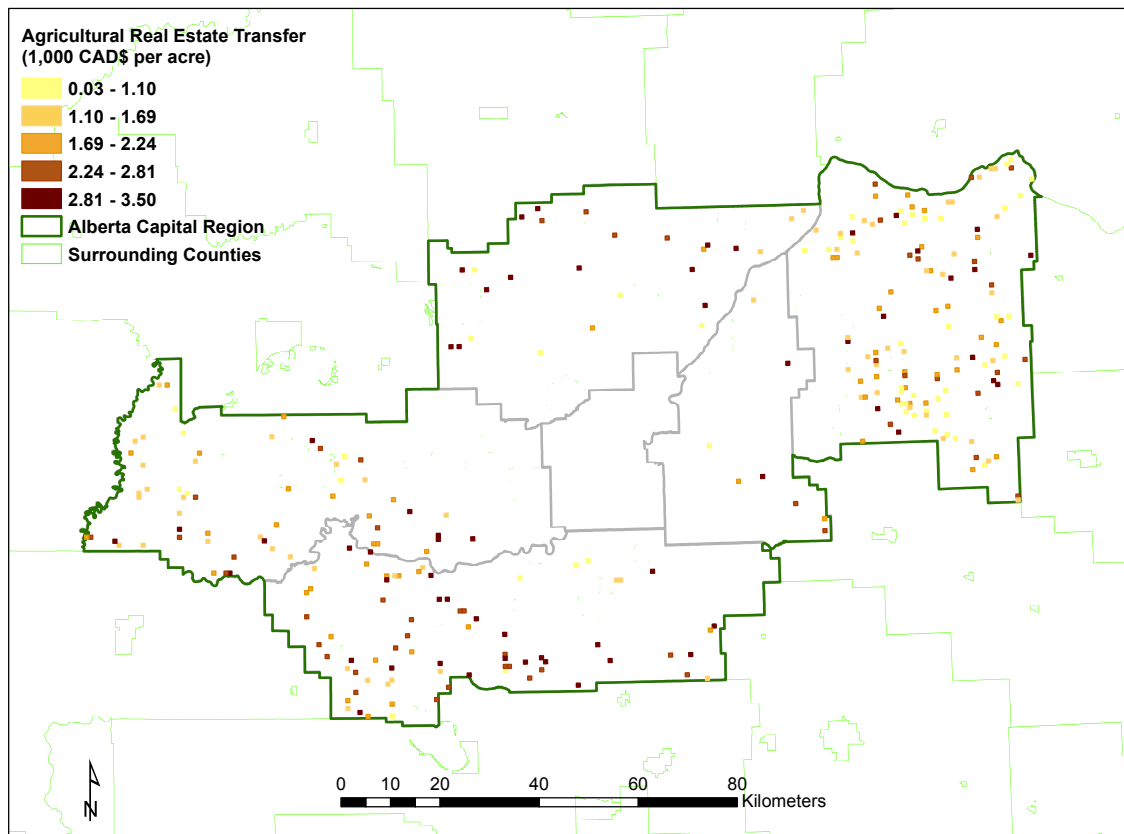 Agricultural Real Estate Transfer
(1,000 CAD$ per acre)
0.03 - 1.10
1.10 - 1.69
1.69 - 2.24
2.24 - 2.81
2.81 - 3.50
Alberta Capital Region
Surrounding Counties
N
0 10 20 40 60 80
Kilometers